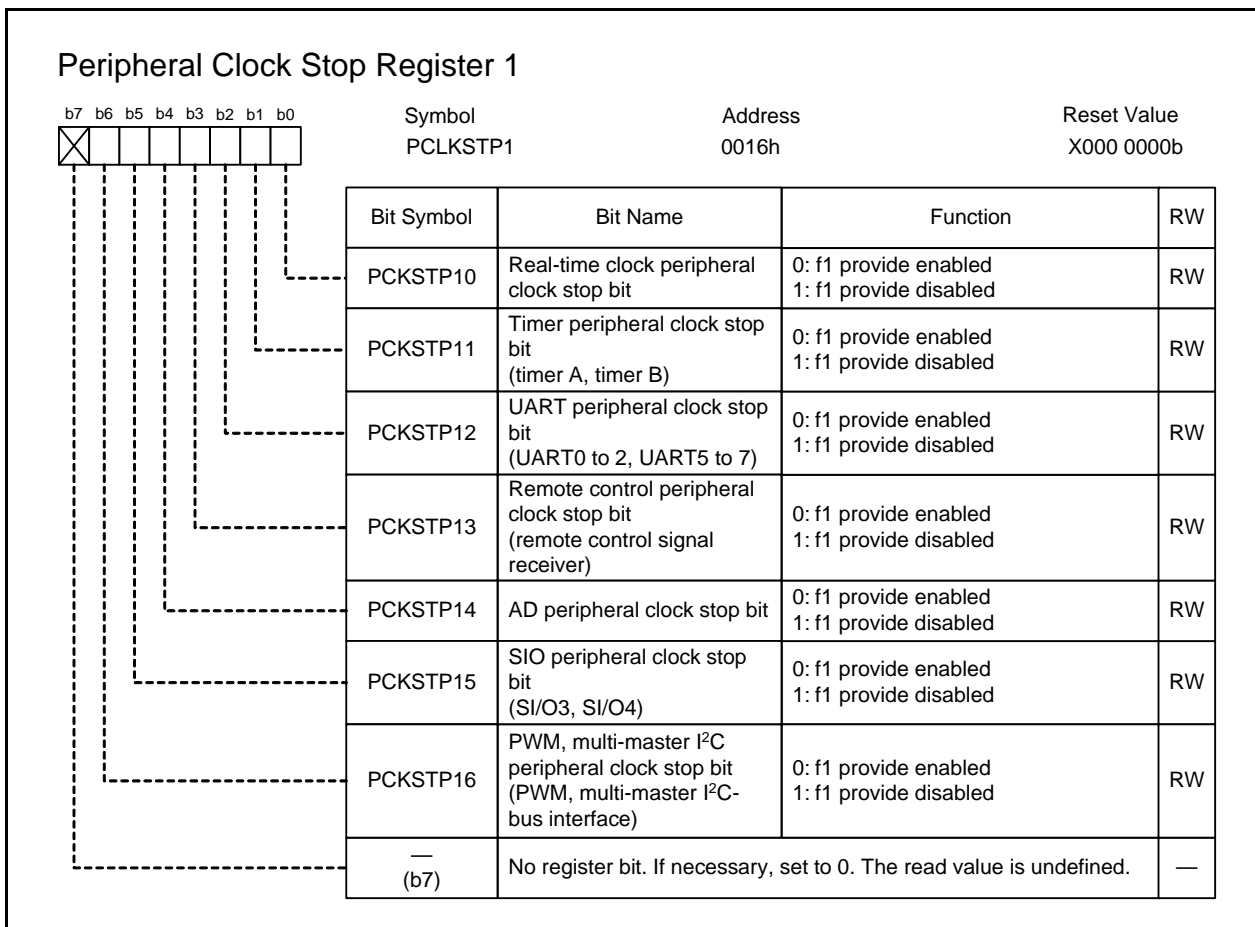 Peripheral Clock Stop Register 1
b7 b6 b5 b4 b3 b2 b1 b0
Symbol Address Reset Value
PCLKSTP1 0016h X000 0000b
Bit Symbol Bit Name Function RW
PCKSTP10
Real-time clock peripheral
clock stop bit
0: f1 provide enabled
1: f1 provide disabled
RW
PCKSTP11
Timer peripheral clock stop
bit
(timer A, timer B)
0: f1 provide enabled
1: f1 provide disabled
RW
PCKSTP12
UART peripheral clock stop
bit
(UART0 to 2, UART5 to 7)
0: f1 provide enabled
1: f1 provide disabled
RW
PCKSTP13
Remote control peripheral
clock stop bit
(remote control signal
receiver)
0: f1 provide enabled
1: f1 provide disabled
RW
PCKSTP14
AD peripheral clock stop bit
0: f1 provide enabled
1: f1 provide disabled
RW
PCKSTP15
SIO peripheral clock stop
bit
(SI/O3, SI/O4)
0: f1 provide enabled
1: f1 provide disabled
RW
PCKSTP16
PWM, multi-master I²C
peripheral clock stop bit
(PWM, multi-master I²C-
bus interface)
0: f1 provide enabled
1: f1 provide disabled
RW
—
(b7)
No register bit. If necessary, set to 0. The read value is undefined.
—